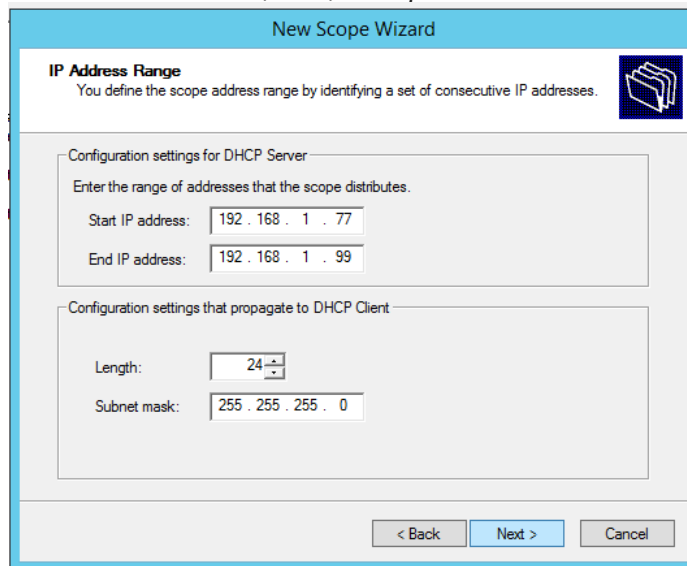 New Scope Wizard
IP Address Range
You define the scope address range by identifying a set of consecutive IP addresses.
Configuration settings for DHCP Server
Enter the range of addresses that the scope distributes.
Start IP address: 192 . 168 . 1 . 77
End IP address: 192 . 168 . 1 . 99
Configuration settings that propagate to DHCP Client
Length: 24
Subnet mask: 255 . 255 . 255 . 0
< Back Next > Cancel